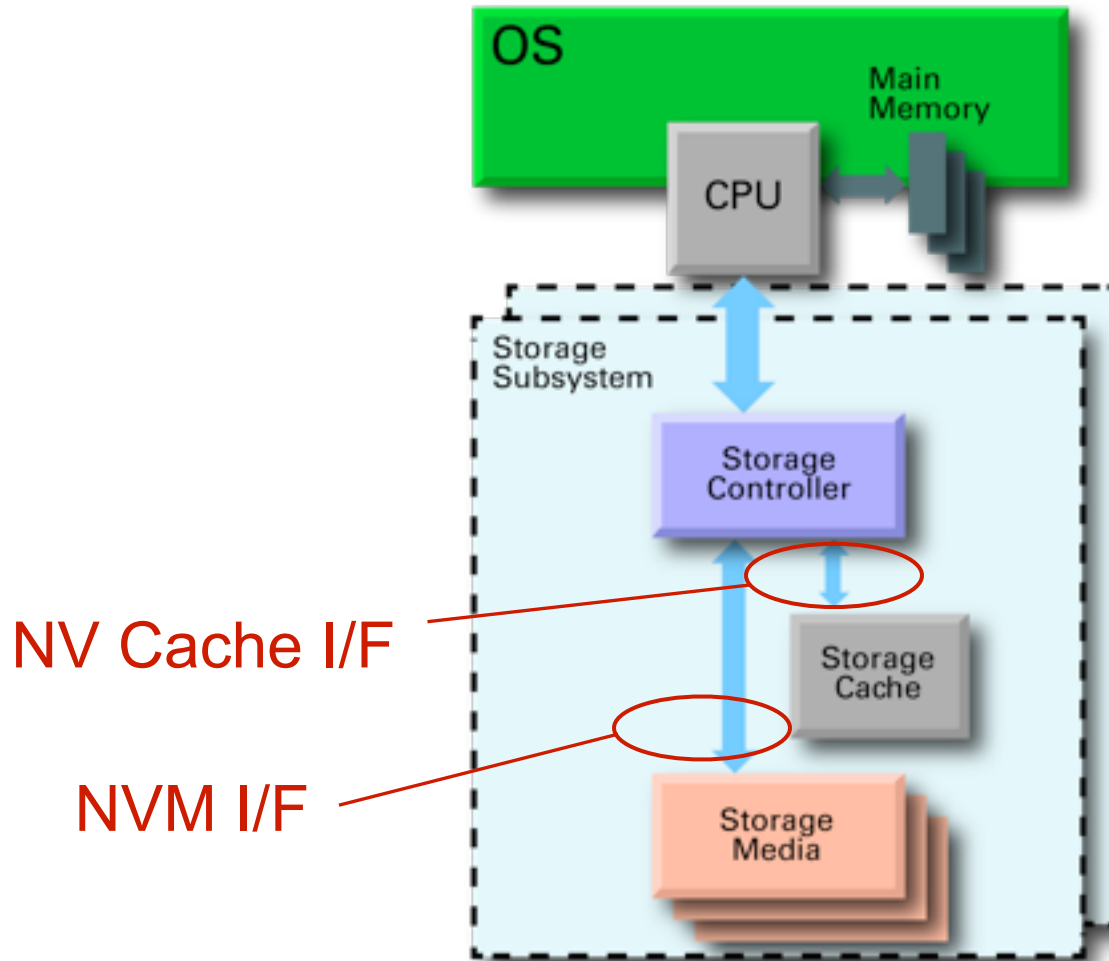 OS
Main
Memory
CPU
Storage
Subsystem
Storage
Controller
NV Cache I/F
Storage
Cache
NVM I/F
Storage
Media